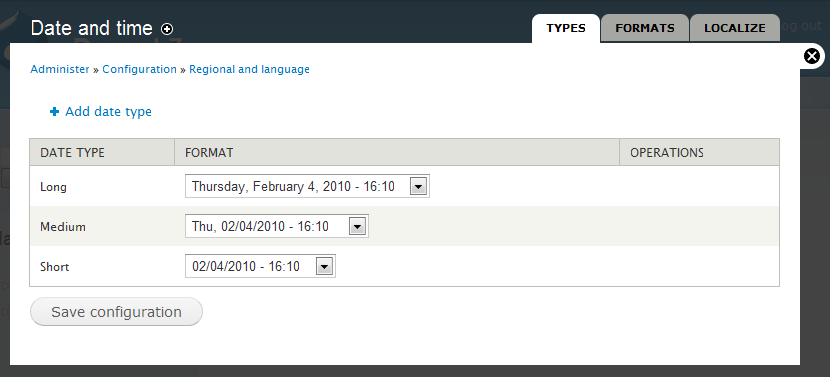 Date and time
TYPES FORMATS LOCALIZE
Administer » Configuration » Regional and language
Add date type
DATE TYPE FORMAT OPERATIONS
Long Thursday, February 4, 2010 - 16:10
Medium Thu, 02/04/2010 - 16:10
Short 02/04/2010 - 16:10
Save configuration